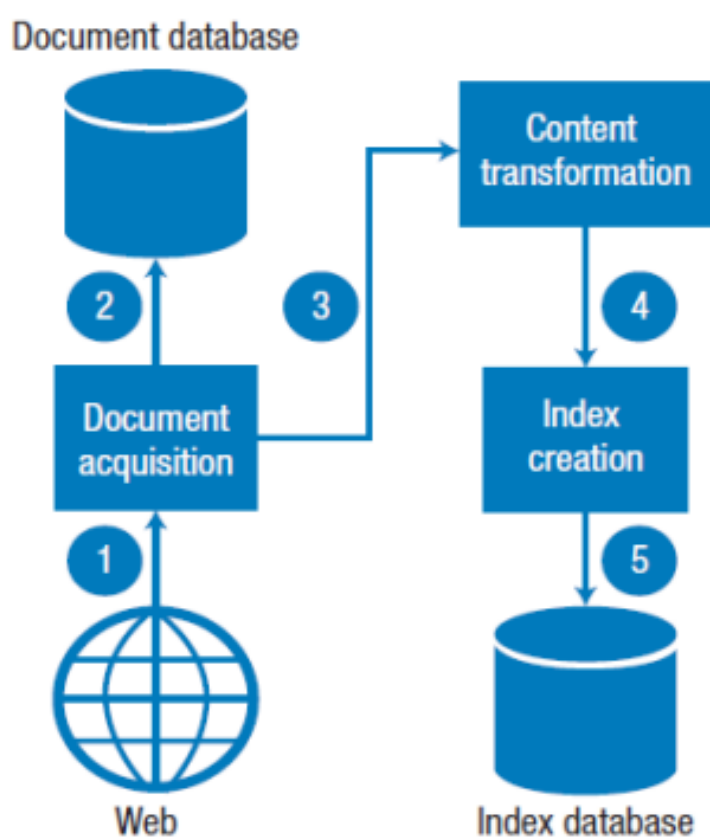 Document database
Content
transformation
2
3
4
Document
acquisition
Index
creation
1
5
Web
Index database